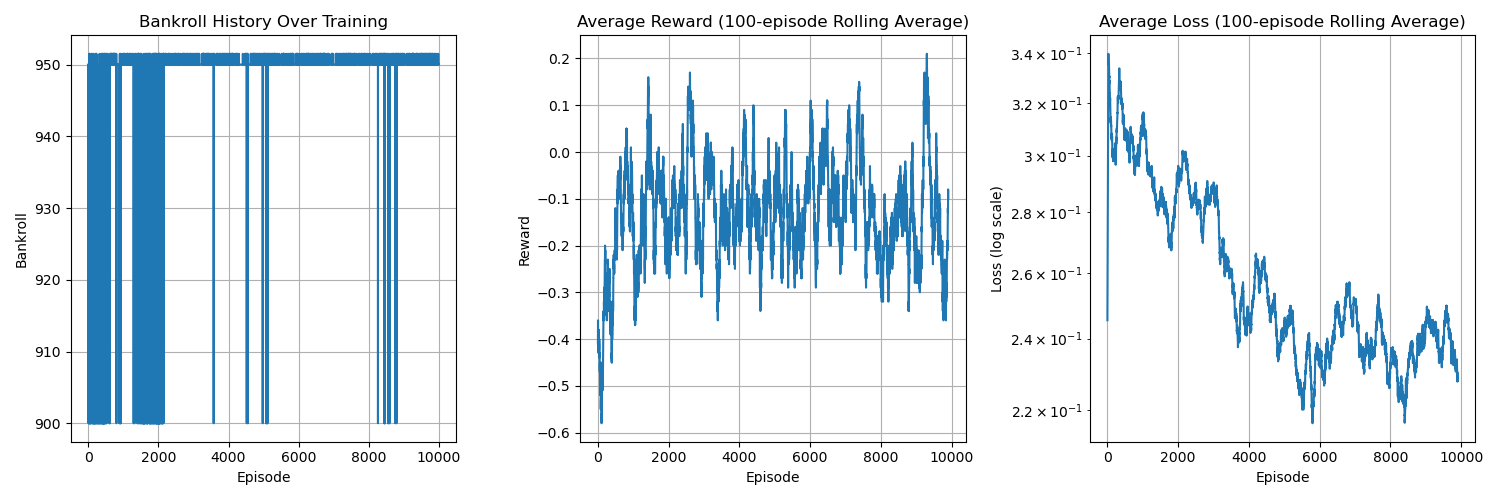 Bankroll History Over Training
950
940
930
920
910
900
Bankroll
0
2000
4000
6000
8000
10000
Episode
Average Reward (100-episode Rolling Average)
0.2
0.1
0.0
−0.1
−0.2
−0.3
−0.4
−0.5
−0.6
Reward
0
2000
4000
6000
8000
10000
Episode
Average Loss (100-episode Rolling Average)
3.4 × 10⁻¹
3.2 × 10⁻¹
3 × 10⁻¹
2.8 × 10⁻¹
2.6 × 10⁻¹
2.4 × 10⁻¹
2.2 × 10⁻¹
Loss (log scale)
0
2000
4000
6000
8000
10000
Episode